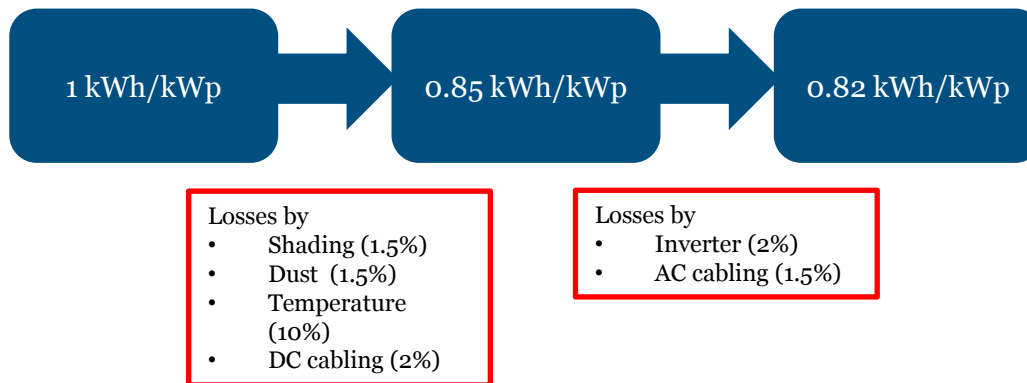 1 kWh/kWp
0.85 kWh/kWp
0.82 kWh/kWp
Losses by
• Shading (1.5%)
• Dust (1.5%)
• Temperature
(10%)
• DC cabling (2%)
Losses by
• Inverter (2%)
• AC cabling (1.5%)